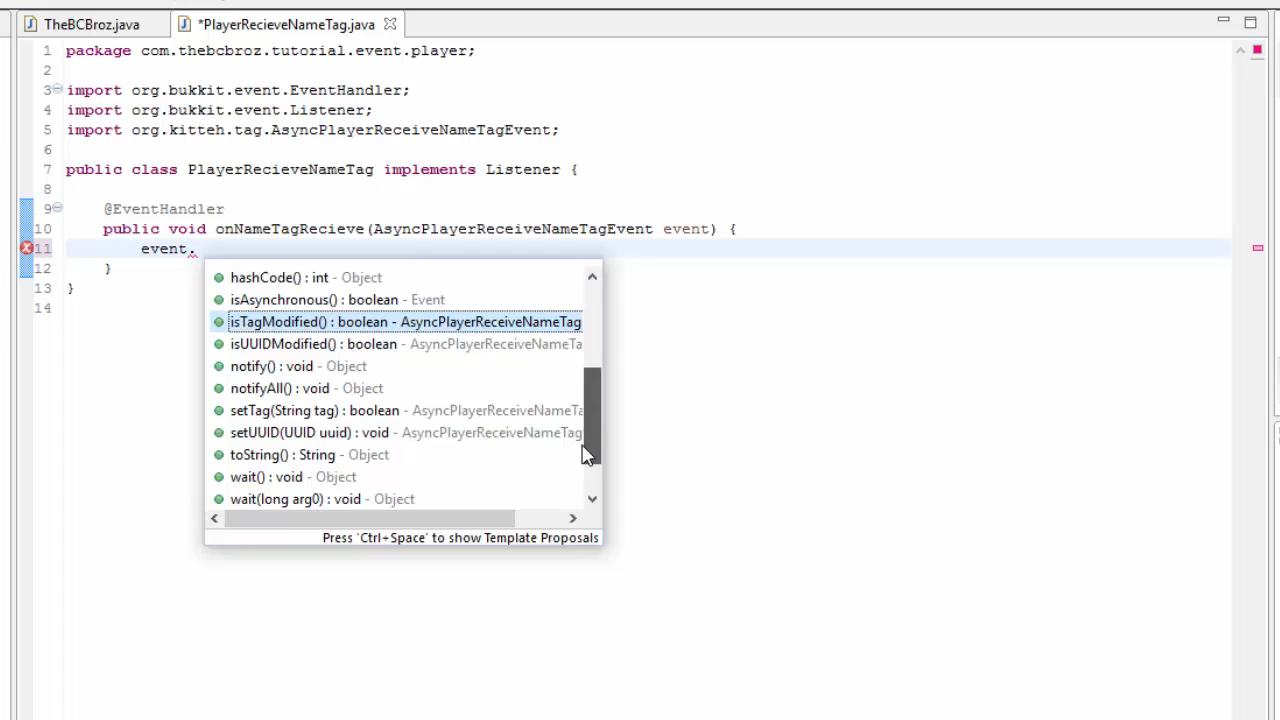 TheBCBroz.java *PlayerRecieveNameTag.java
1 package com.thebcbroz.tutorial.event.player;
2
3 import org.bukkit.event.EventHandler;
4 import org.bukkit.event.Listener;
5 import org.kitteh.tag.AsyncPlayerReceiveNameTagEvent;
6
7 public class PlayerRecieveNameTag implements Listener {
8
9 @EventHandler
10 public void onNameTagRecieve(AsyncPlayerReceiveNameTagEvent event) {
11 event.
12 }
13 }
14
hashCode() : int - Object
isAsynchronous() : boolean - Event
isTagModified() : boolean - AsyncPlayerReceiveNameTag
isUUIDModified() : boolean - AsyncPlayerReceiveNameTa
notify() : void - Object
notifyAll() : void - Object
setTag(String tag) : boolean - AsyncPlayerReceiveNameTa
setUUID(UUID uuid) : void - AsyncPlayerReceiveNameTag
toString() : String - Object
wait() : void - Object
wait(long arg0) : void - Object
Press 'Ctrl+Space' to show Template Proposals